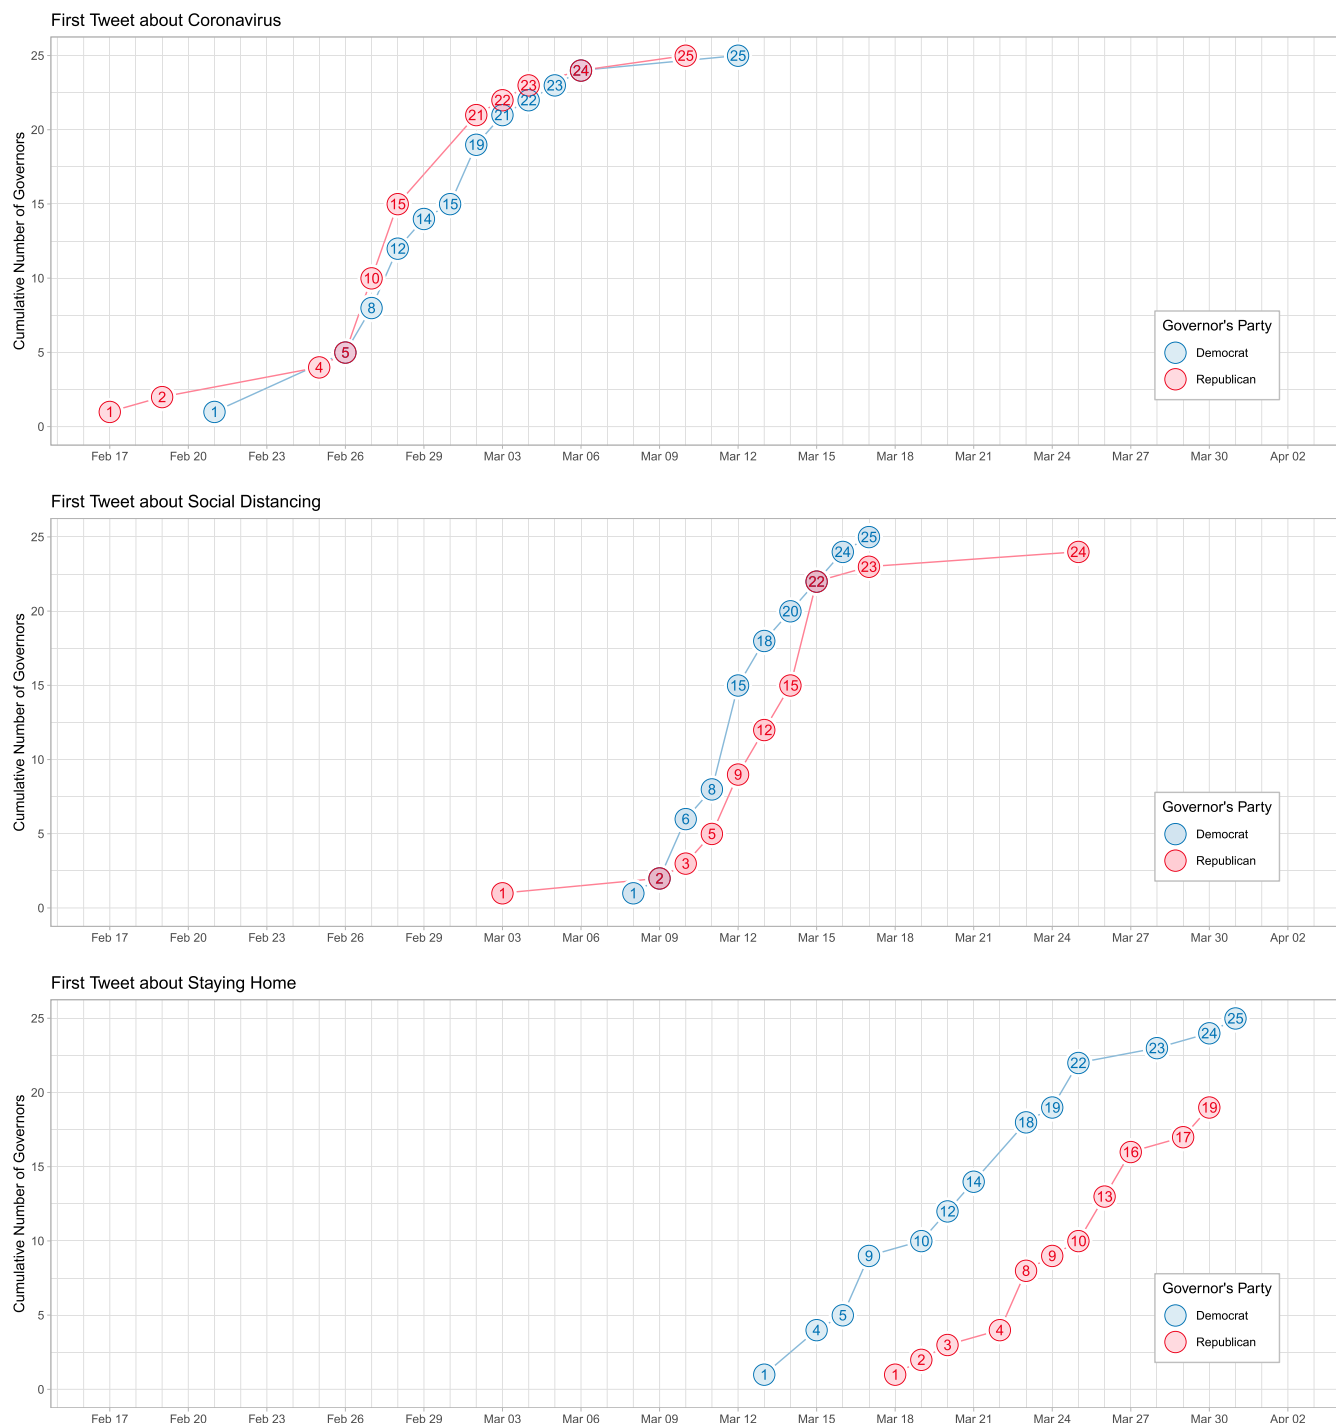 First Tweet about Coronavirus
Cumulative Number of Governors
25
20
15
10
5
0
1 2 4 5 10 15 21 22 23 24 25
1 5 8 12 14 15 19 21 22 23 24 25
Governor's Party
Democrat
Republican
Feb 17 Feb 20 Feb 23 Feb 26 Feb 29 Mar 03 Mar 06 Mar 09 Mar 12 Mar 15 Mar 18 Mar 21 Mar 24 Mar 27 Mar 30 Apr 02
First Tweet about Social Distancing
Cumulative Number of Governors
25
20
15
10
5
0
1 2 3 5 9 12 15 22 23 24
1 2 6 8 15 18 20 22 24 25
Governor's Party
Democrat
Republican
Feb 17 Feb 20 Feb 23 Feb 26 Feb 29 Mar 03 Mar 06 Mar 09 Mar 12 Mar 15 Mar 18 Mar 21 Mar 24 Mar 27 Mar 30 Apr 02
First Tweet about Staying Home
Cumulative Number of Governors
25
20
15
10
5
0
1 4 5 9 10 12 14 18 19 22 23 24 25
1 2 3 4 8 9 10 13 16 17 19
Governor's Party
Democrat
Republican
Feb 17 Feb 20 Feb 23 Feb 26 Feb 29 Mar 03 Mar 06 Mar 09 Mar 12 Mar 15 Mar 18 Mar 21 Mar 24 Mar 27 Mar 30 Apr 02